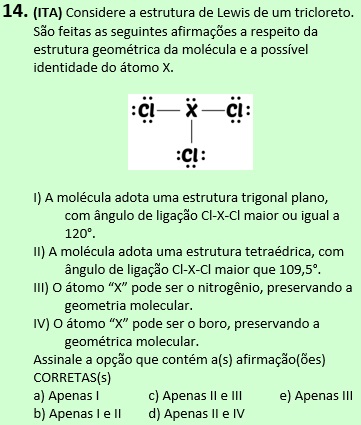 14. (ITA) Considere a estrutura de Lewis de um tricloreto.
São feitas as seguintes afirmações a respeito da
estrutura geométrica da molécula e a possível
identidade do átomo X.
:Cl — X — Cl:
:Cl:
I) A molécula adota uma estrutura trigonal plano,
com ângulo de ligação Cl-X-Cl maior ou igual a
120°.
II) A molécula adota uma estrutura tetraédrica, com
ângulo de ligação Cl-X-Cl maior que 109,5°.
III) O átomo “X” pode ser o nitrogênio, preservando a
geometria molecular.
IV) O átomo “X” pode ser o boro, preservando a
geométrica molecular.
Assinale a opção que contém a(s) afirmação(ões)
CORRETAS(s)
a) Apenas I c) Apenas II e III e) Apenas III
b) Apenas I e II d) Apenas II e IV